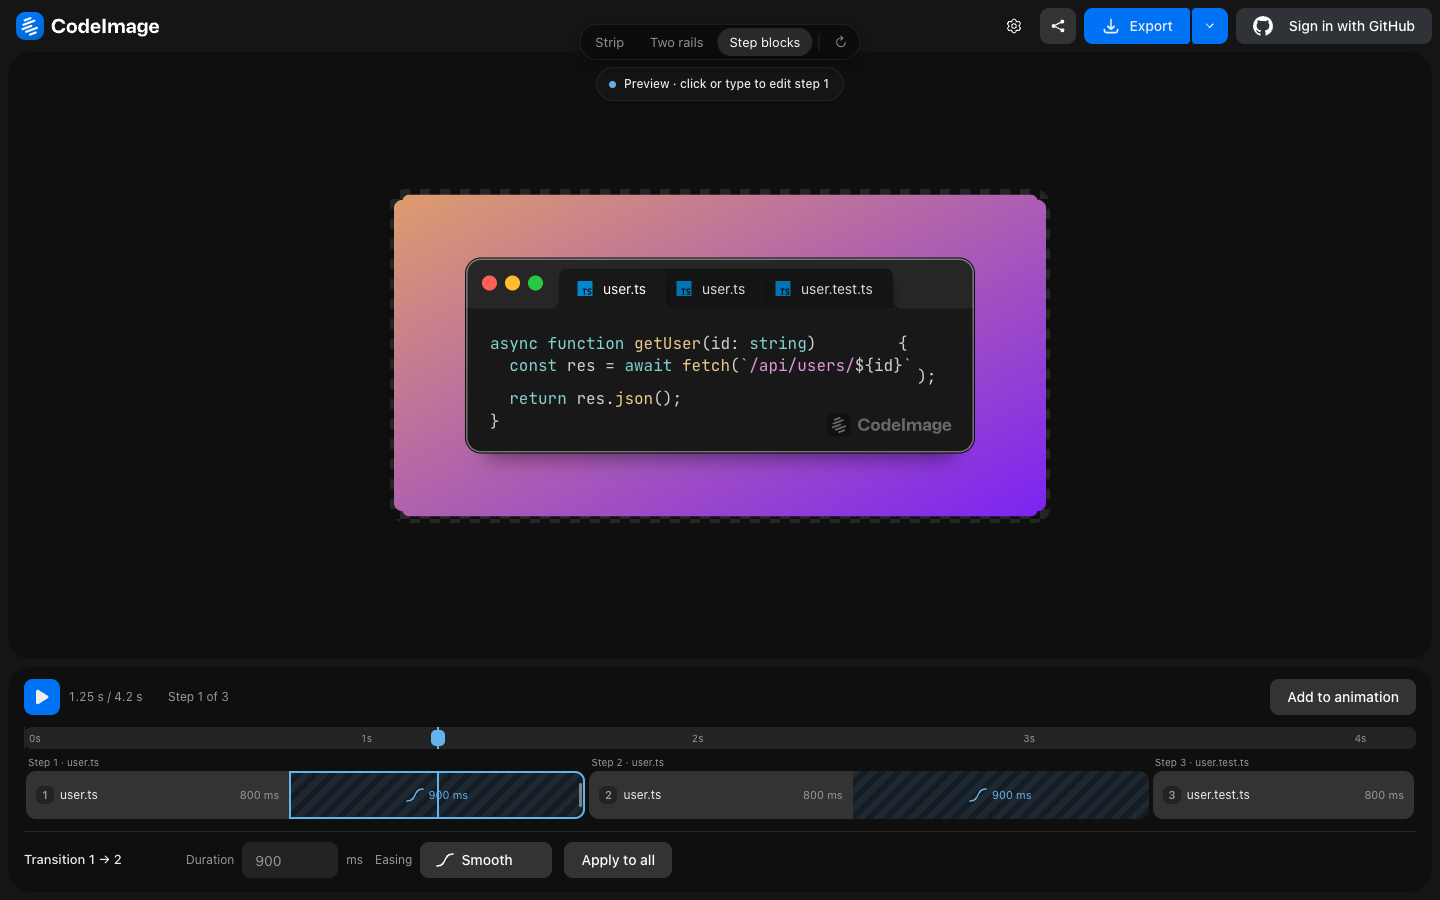 CodeImage
Strip Two rails Step blocks
Export
Sign in with GitHub
Preview · click or type to edit step 1
user.ts user.ts user.test.ts
async function getUser(id: string) {
const res = await fetch(`/api/users/${id}`
);
return res.json();
}
CodeImage
1.25 s / 4.2 s Step 1 of 3
Add to animation
0s 1s 2s 3s 4s
Step 1 · user.ts Step 2 · user.ts Step 3 · user.test.ts
1 user.ts 800 ms 900 ms 2 user.ts 800 ms 900 ms 3 user.test.ts 800 ms
Transition 1 → 2 Duration 900 ms Easing Smooth Apply to all